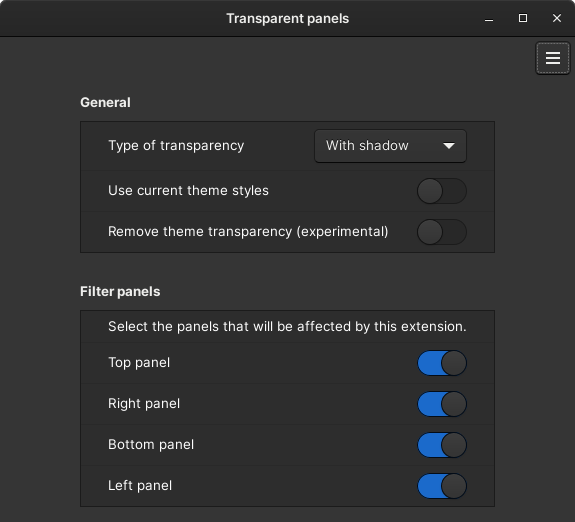 Transparent panels
General
Type of transparency With shadow
Use current theme styles
Remove theme transparency (experimental)
Filter panels
Select the panels that will be affected by this extension.
Top panel
Right panel
Bottom panel
Left panel